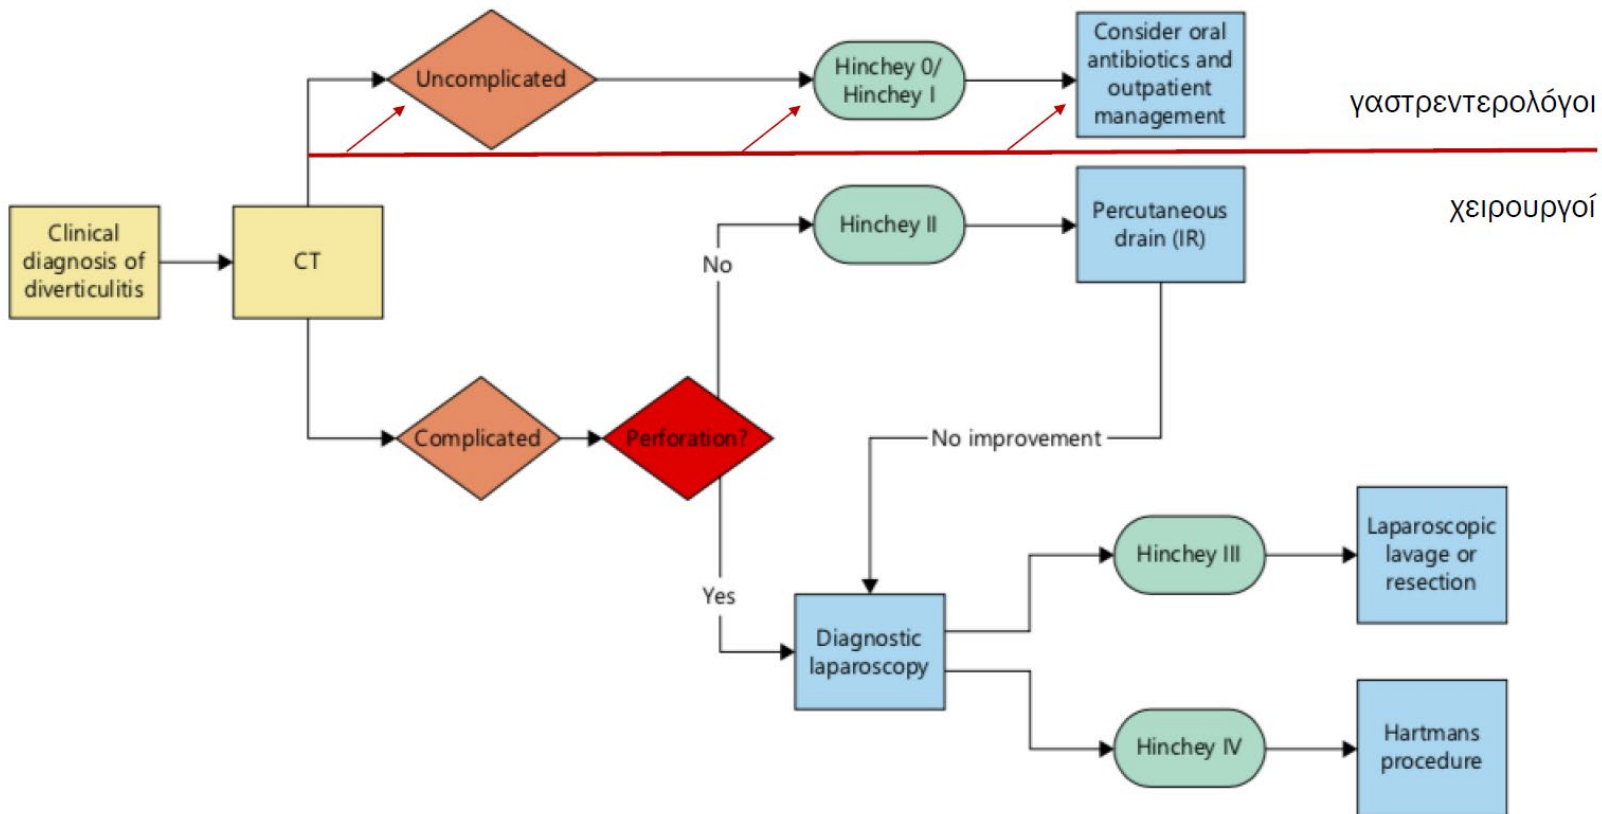 Uncomplicated
Hinchey 0/
Hinchey I
Consider oral
antibiotics and
outpatient
management
γαστρεντερολόγοι
χειρουργοί
Clinical
diagnosis of
diverticulitis
CT
No
Hinchey II
Percutaneous
drain (IR)
Complicated
Perforation?
No improvement
Yes
Diagnostic
laparoscopy
Hinchey III
Laparoscopic
lavage or
resection
Hinchey IV
Hartmans
procedure